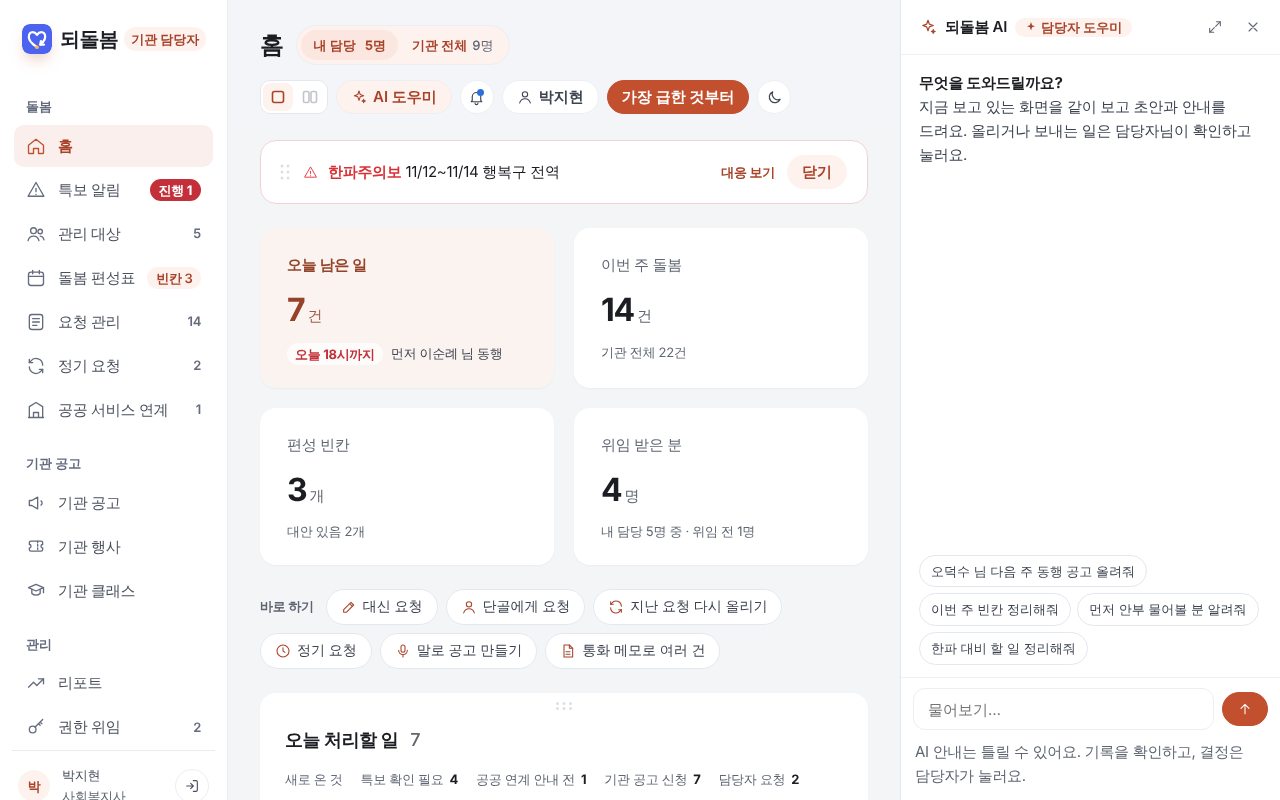 되돌봄 기관 담당자
돌봄
홈
특보 알림 진행 1
관리 대상 5
돌봄 편성표 빈칸 3
요청 관리 14
정기 요청 2
공공 서비스 연계 1
기관 공고
기관 공고
기관 행사
기관 클래스
관리
리포트
권한 위임 2
박 박지현
사회복지사
홈 내 담당 5명 기관 전체 9명
AI 도우미 박지현 가장 급한 것부터
한파주의보 11/12~11/14 행복구 전역 대응 보기 닫기
오늘 남은 일
7건
오늘 18시까지 먼저 이순례 님 동행
이번 주 돌봄
14건
기관 전체 22건
편성 빈칸
3개
대안 있음 2개
위임 받은 분
4명
내 담당 5명 중 · 위임 전 1명
바로 하기 대신 요청 단골에게 요청 지난 요청 다시 올리기
정기 요청 말로 공고 만들기 통화 메모로 여러 건
오늘 처리할 일 7
새로 온 것 특보 확인 필요 4 공공 연계 안내 전 1 기관 공고 신청 7 담당자 요청 2
되돌봄 AI 담당자 도우미
무엇을 도와드릴까요?
지금 보고 있는 화면을 같이 보고 초안과 안내를
드려요. 올리거나 보내는 일은 담당자님이 확인하고
눌러요.
오덕수 님 다음 주 동행 공고 올려줘
이번 주 빈칸 정리해줘 먼저 안부 물어볼 분 알려줘
한파 대비 할 일 정리해줘
물어보기...
AI 안내는 틀릴 수 있어요. 기록을 확인하고, 결정은
담당자가 눌러요.